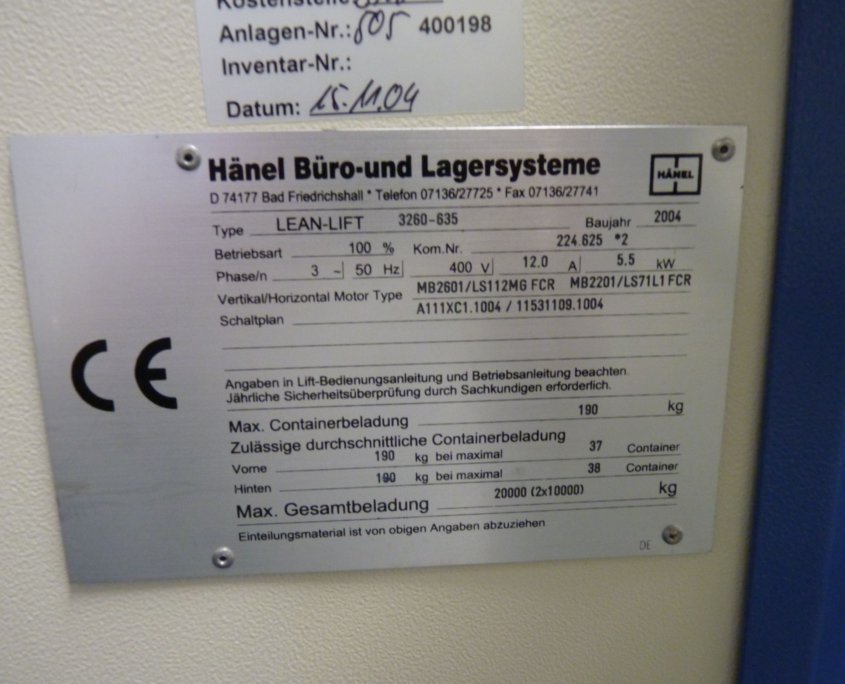 Kostenstelle
Anlagen-Nr.: 505 400198
Inventar-Nr.:
Datum: 15.11.04
Hänel Büro-und Lagersysteme
HÄNEL
D 74177 Bad Friedrichshall * Telefon 07136/27725 * Fax 07136/27741
Type LEAN-LIFT 3260-635 Baujahr 2004
Betriebsart 100 % Kom.Nr. 224.625 *2
Phase/n 3 ~ 50 Hz 400 V 12.0 A 5.5 kW
Vertikal/Horizontal Motor Type MB2601/LS112MG FCR MB2201/LS71L1 FCR
Schaltplan A111XC1.1004 / 11531109.1004
CE
Angaben in Lift-Bedienungsanleitung und Betriebsanleitung beachten
Jährliche Sicherheitsüberprüfung durch Sachkundigen erforderlich.
Max. Containerbeladung 190 kg
Zulässige durchschnittliche Containerbeladung
Vorne 190 kg bei maximal 37 Container
Hinten 190 kg bei maximal 38 Container
Max. Gesamtbeladung 20000 (2x10000) kg
Einteilungsmaterial ist von obigen Angaben abzuziehen
DE